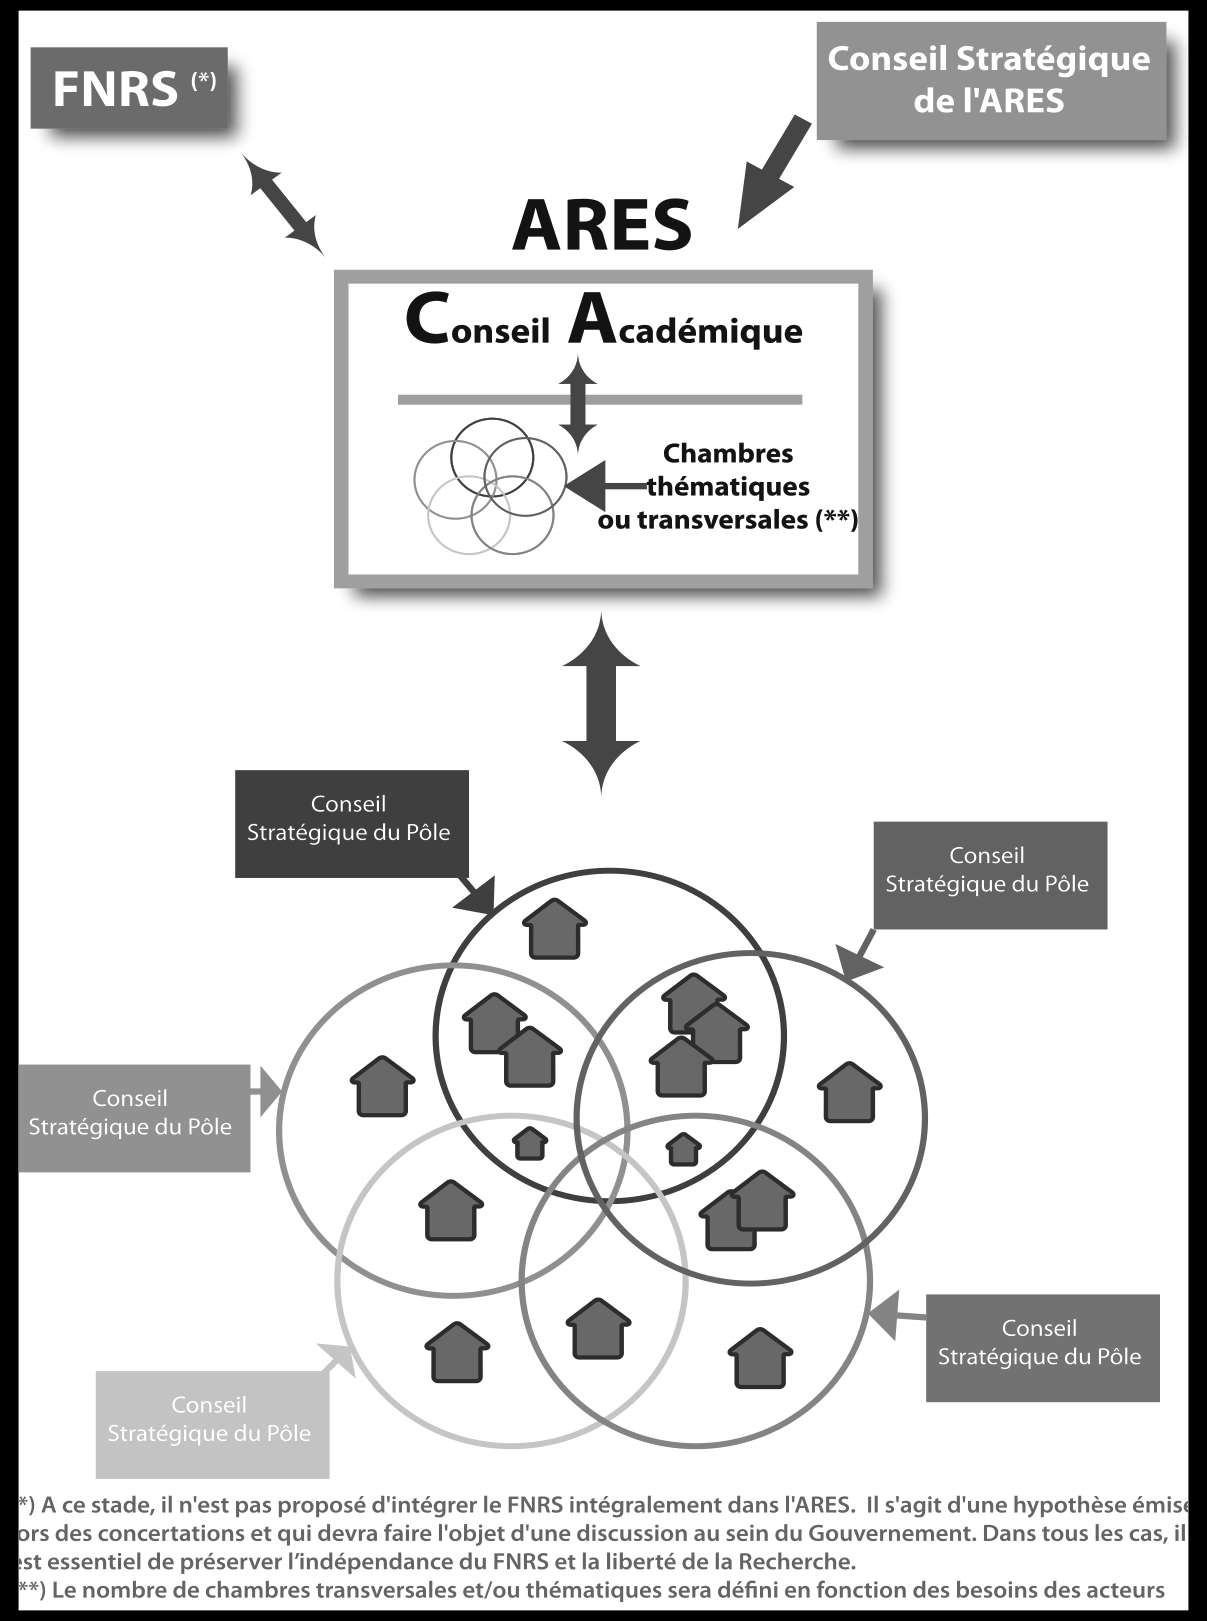 FNRS (*)
Conseil Stratégique
de l'ARES
ARES
Conseil Académique
Chambres
thématiques
ou transversales (**)
Conseil
Stratégique du Pôle
Conseil
Stratégique du Pôle
Conseil
Stratégique du Pôle
Conseil
Stratégique du Pôle
Conseil
Stratégique du Pôle
*) A ce stade, il n'est pas proposé d'intégrer le FNRS intégralement dans l'ARES. Il s'agit d'une hypothèse émise
ors des concertations et qui devra faire l'objet d'une discussion au sein du Gouvernement. Dans tous les cas, il
st essentiel de préserver l’indépendance du FNRS et la liberté de la Recherche.
**) Le nombre de chambres transversales et/ou thématiques sera défini en fonction des besoins des acteurs